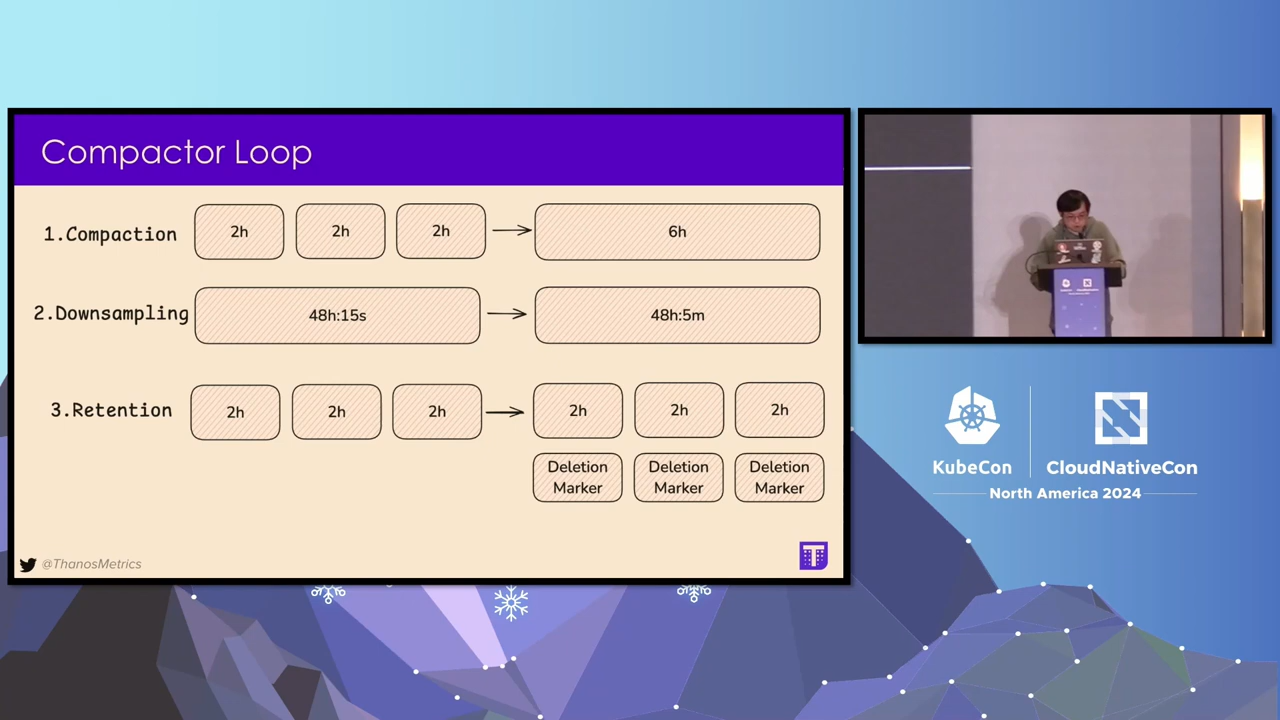 Compactor Loop
1.Compaction
2h
2h
2h
6h
2.Downsampling
48h:15s
48h:5m
3.Retention
2h
2h
2h
2h
2h
2h
Deletion
Marker
Deletion
Marker
Deletion
Marker
@ThanosMetrics
T
KubeCon
CloudNativeCon
North America 2024